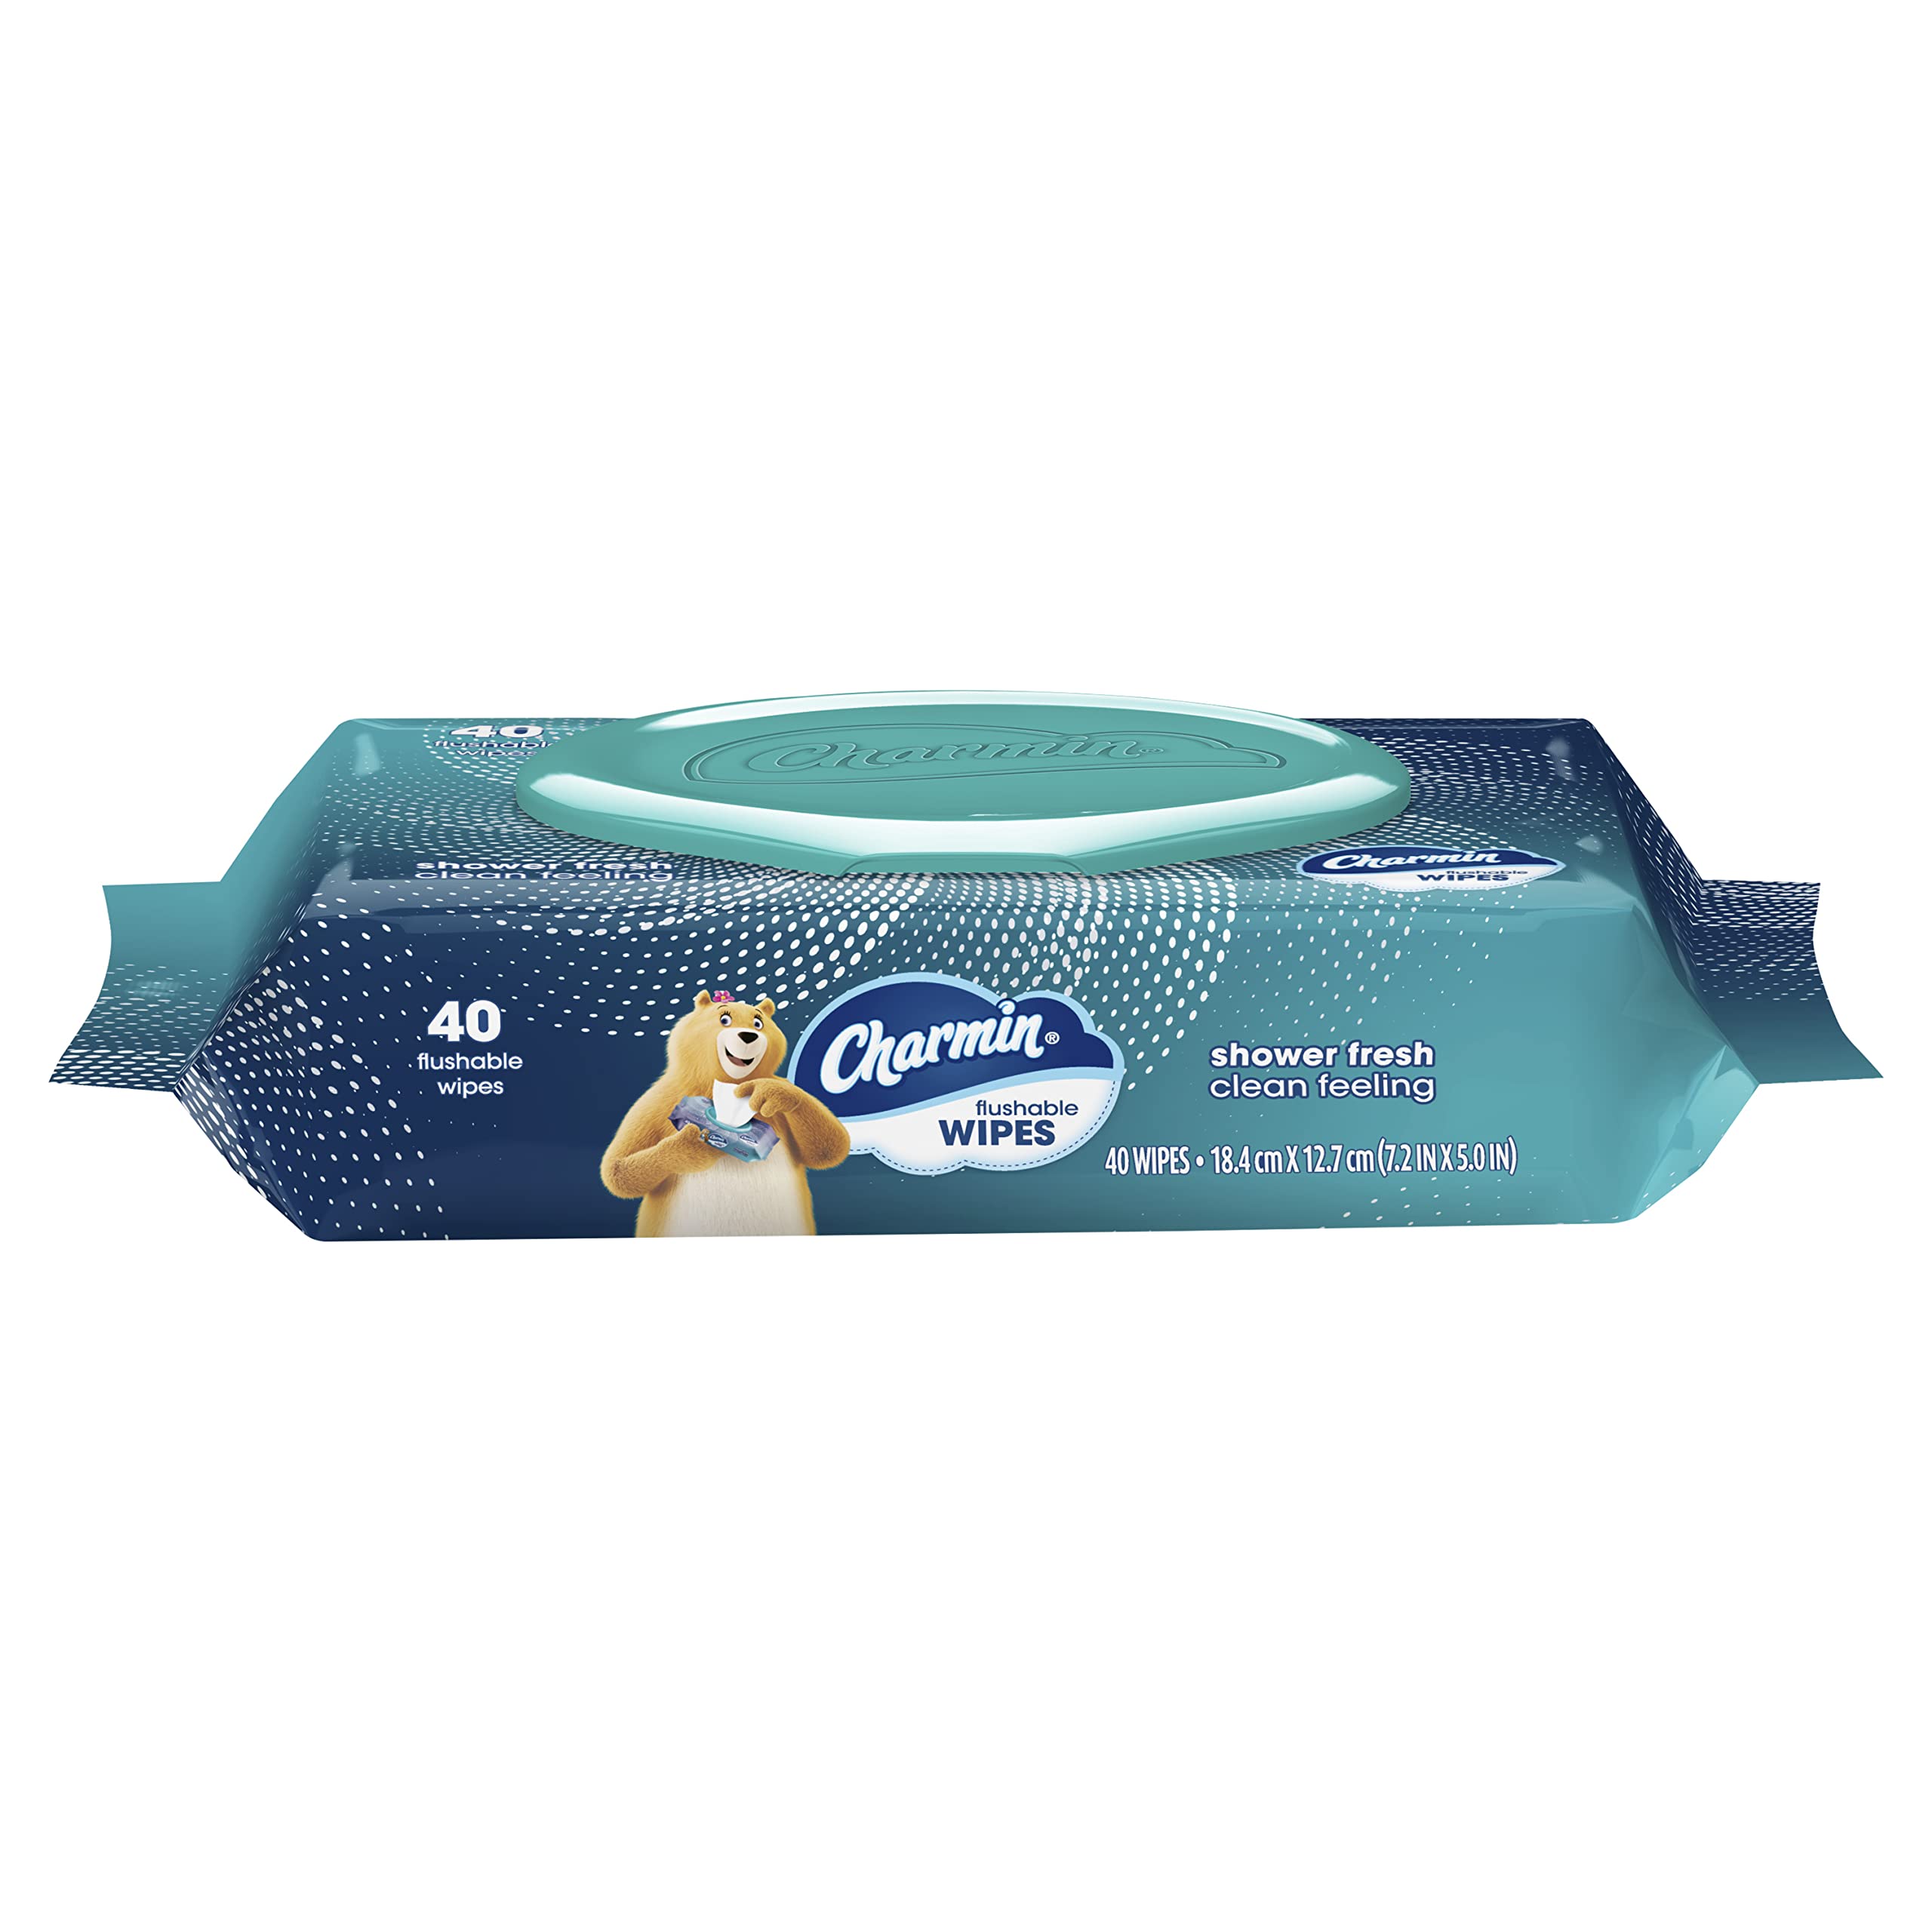 40
flushable
wipes
Charmin
shower fresh
clean feeling
Charmin
flushable
WIPES
40
flushable
wipes
Charmin®
flushable
WIPES
shower fresh
clean feeling
40 WIPES • 18.4 cm X 12.7 cm (7.2 IN X 5.0 IN)